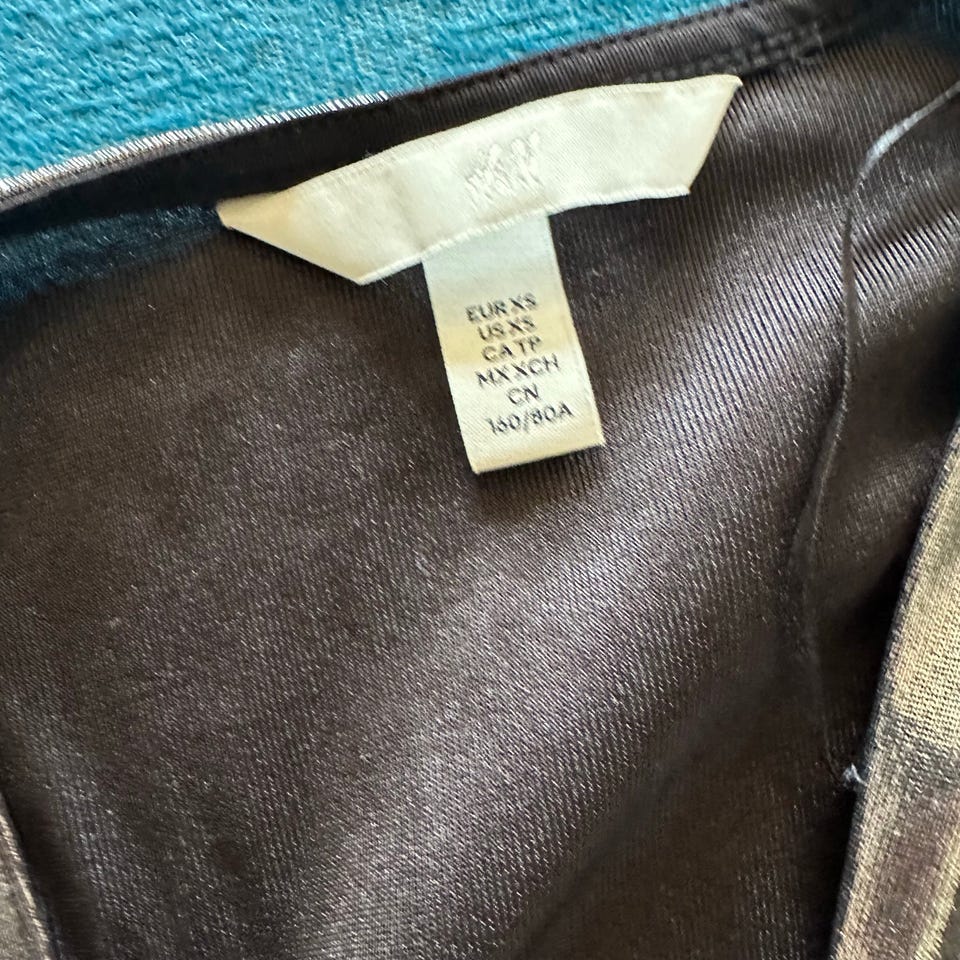 H&M
EUR XS
US XS
CA TP
MX XCH
CN
160/80A